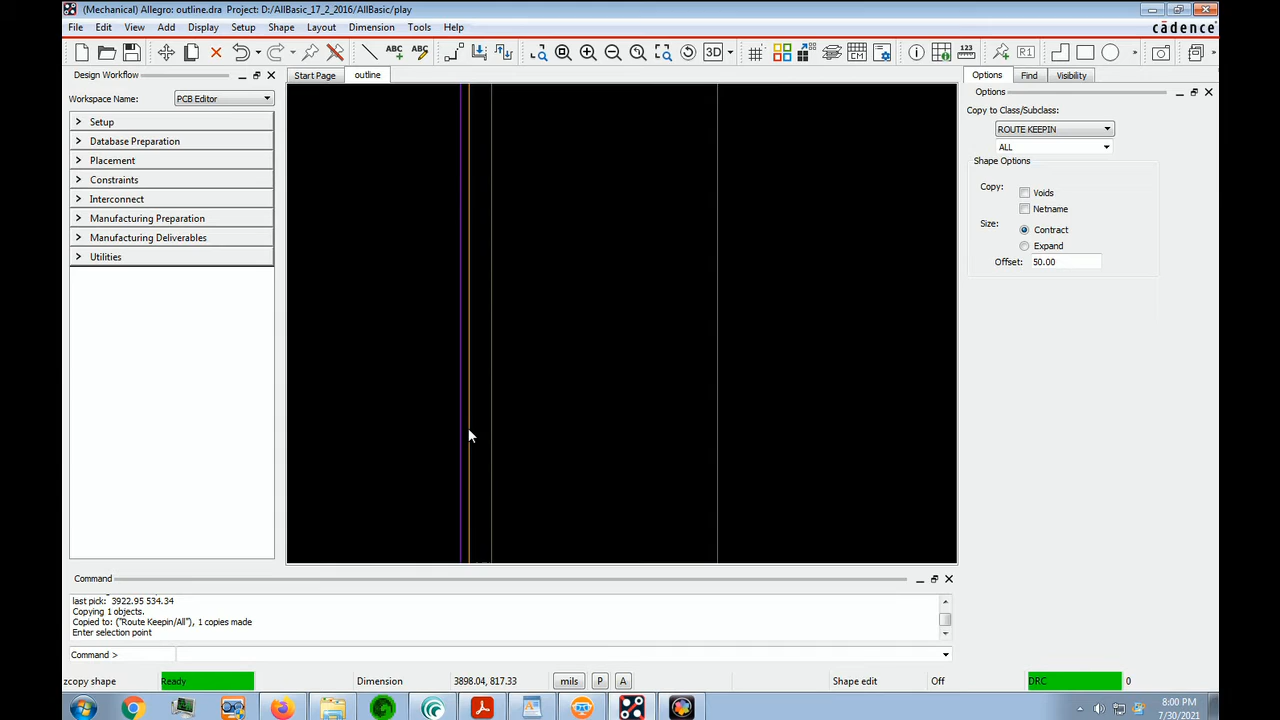 (Mechanical) Allegro: outline.dra Project: D:/AllBasic_17_2_2016/AllBasic/play
File Edit View Add Display Setup Shape Layout Dimension Tools Help
cādence
ABC
3D
123
R1
Design Workflow
Start Page
outline
Options
Find
Visibility
Options
Workspace Name:
PCB Editor
Setup
Database Preparation
Placement
Constraints
Interconnect
Manufacturing Preparation
Manufacturing Deliverables
Utilities
Copy to Class/Subclass:
ROUTE KEEPIN
ALL
Shape Options
Copy:
Voids
Netname
Size:
Contract
Expand
Offset: 50.00
Command
last pick: 3922.95 534.34
Copying 1 objects.
Copied to: ("Route Keepin/All"), 1 copies made
Enter selection point
Command >
zcopy shape
Ready
Dimension
3898.04, 817.33
mils
P
A
Shape edit
Off
DRC
0
8:00 PM
7/30/2021